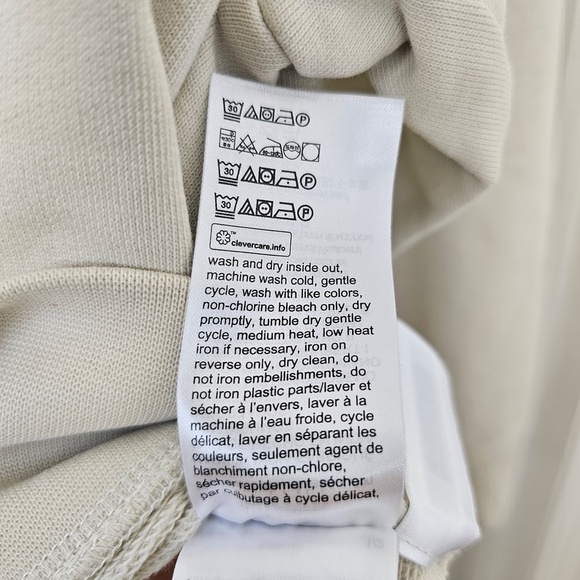 30 P
30 P
30 P
™
clevercare.info
wash and dry inside out,
machine wash cold, gentle
cycle, wash with like colors,
non-chlorine bleach only, dry
promptly, tumble dry gentle
cycle, medium heat, low heat
iron if necessary, iron on
reverse only, dry clean, do
not iron embellishments, do
not iron plastic parts/laver et
sécher à l'envers, laver à la
machine à l'eau froide, cycle
délicat, laver en séparant les
couleurs, seulement agent de
blanchiment non-chlore,
sécher rapidement, sécher
par culbutage à cycle délicat,